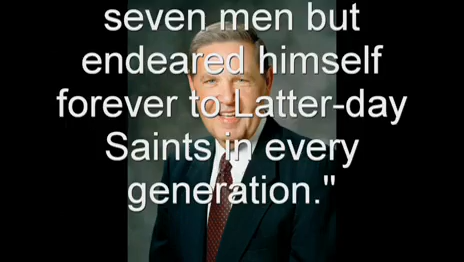 seven men but
endeared himself
forever to Latter-day
Saints in every
generation."